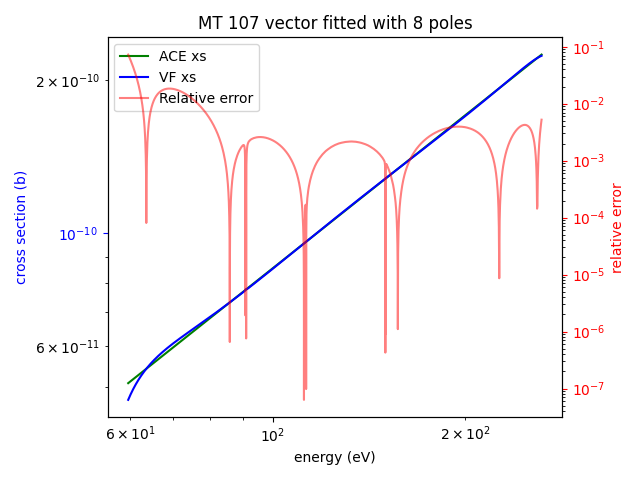 MT 107 vector fitted with 8 poles
ACE xs
VF xs
Relative error
2 × 10⁻¹⁰
10⁻¹⁰
6 × 10⁻¹¹
cross section (b)
10⁻¹
10⁻²
10⁻³
10⁻⁴
10⁻⁵
10⁻⁶
10⁻⁷
relative error
6 × 10¹
10²
2 × 10²
energy (eV)